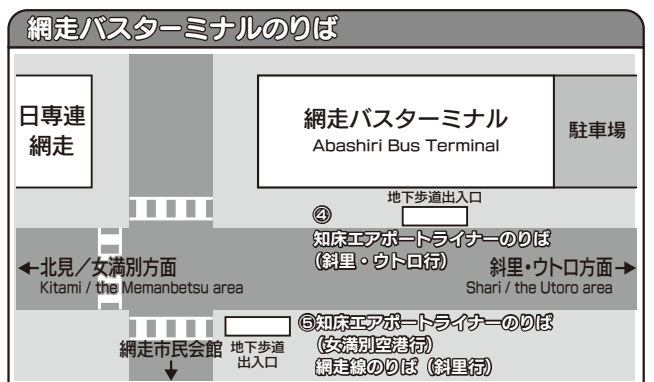 網走バスターミナルのりば
日専連
網走
網走バスターミナル
Abashiri Bus Terminal
駐車場
地下歩道出入口
④
知床エアポートライナーのりば
(斜里・ウトロ行)
←北見／女満別方面
Kitami / the Memanbetsu area
斜里・ウトロ方面→
Shari / the Utoro area
網走市民会館
↓
地下歩道
出入口
⑤知床エアポートライナーのりば
(女満別空港行)
網走線のりば (斜里行)